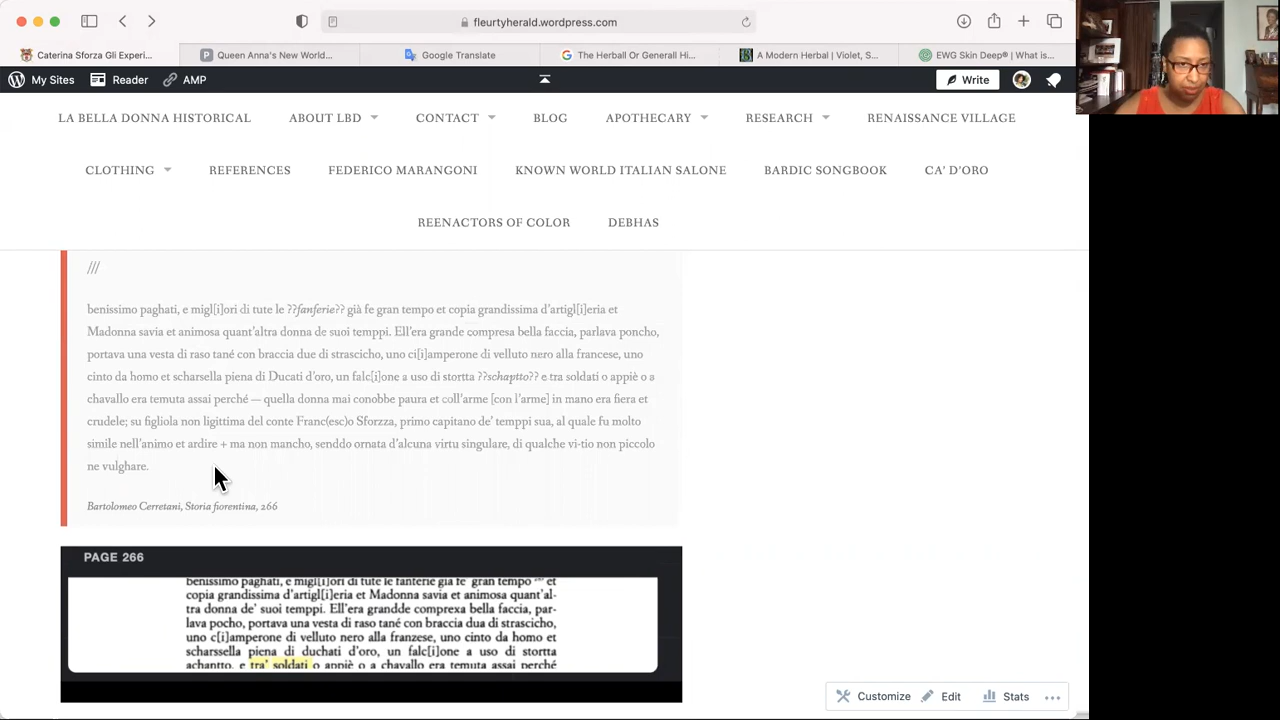 fleurtyherald.wordpress.com
Caterina Sforza Gli Experi...
Queen Anna's New World...
Google Translate
The Herball Or Generall Hi...
A Modern Herbal | Violet, S...
EWG Skin Deep® | What is...
My Sites
Reader
AMP
Write
LA BELLA DONNA HISTORICAL
ABOUT LBD
CONTACT
BLOG
APOTHECARY
RESEARCH
RENAISSANCE VILLAGE
CLOTHING
REFERENCES
FEDERICO MARANGONI
KNOWN WORLD ITALIAN SALONE
BARDIC SONGBOOK
CA' D'ORO
REENACTORS OF COLOR
DEBHAS
///
benissimo paghati, e migl[i]ori di tute le ??fanferie?? già fe gran tempo et copia grandissima d'artigl[i]eria et
Madonna savia et animosa quant'altra donna de suoi temppi. Ell'era grande compresa bella faccia, parlava poncho,
portava una vesta di raso tané con braccia due di strascicho, uno ci[i]amperone di velluto nero alla francese, uno
cinto da homo et scharsella piena di Ducati d'oro, un falc[i]one a uso di stortta ??schaptto?? e tra soldati o appiè o a
chavallo era temuta assai perché — quella donna mai conobbe paura et coll'arme [con l'arme] in mano era fiera et
crudele; su figliola non ligittima del conte Franc(esc)o Sforzza, primo capitano de' temppi sua, al quale fu molto
simile nell'animo et ardire + ma non mancho, senddo ornata d'alcuna virtu singulare, di qualche vi-tio non piccolo
ne vulghare.
Bartolomeo Cerretani, Storia fiorentina, 266
PAGE 266
benissimo paghati, e migl[i]ori di tute le fanterie già fe' gran tempo et
copia grandissima d'artigl[i]eria et Madonna savia et animosa quant'al-
tra donna de' suoi temppi. Ell'era grandde comprexa bella faccia, par-
lava pocho, portava una vesta di raso tané con braccia dua di strascicho,
uno c[i]amperone di velluto nero alla franzese, uno cinto da homo et
scharssella piena di duchati d'oro, un falc[i]one a uso di stortta
achantto, e tra' soldati o appiè o a chavallo era temuta assai perché
Customize
Edit
Stats